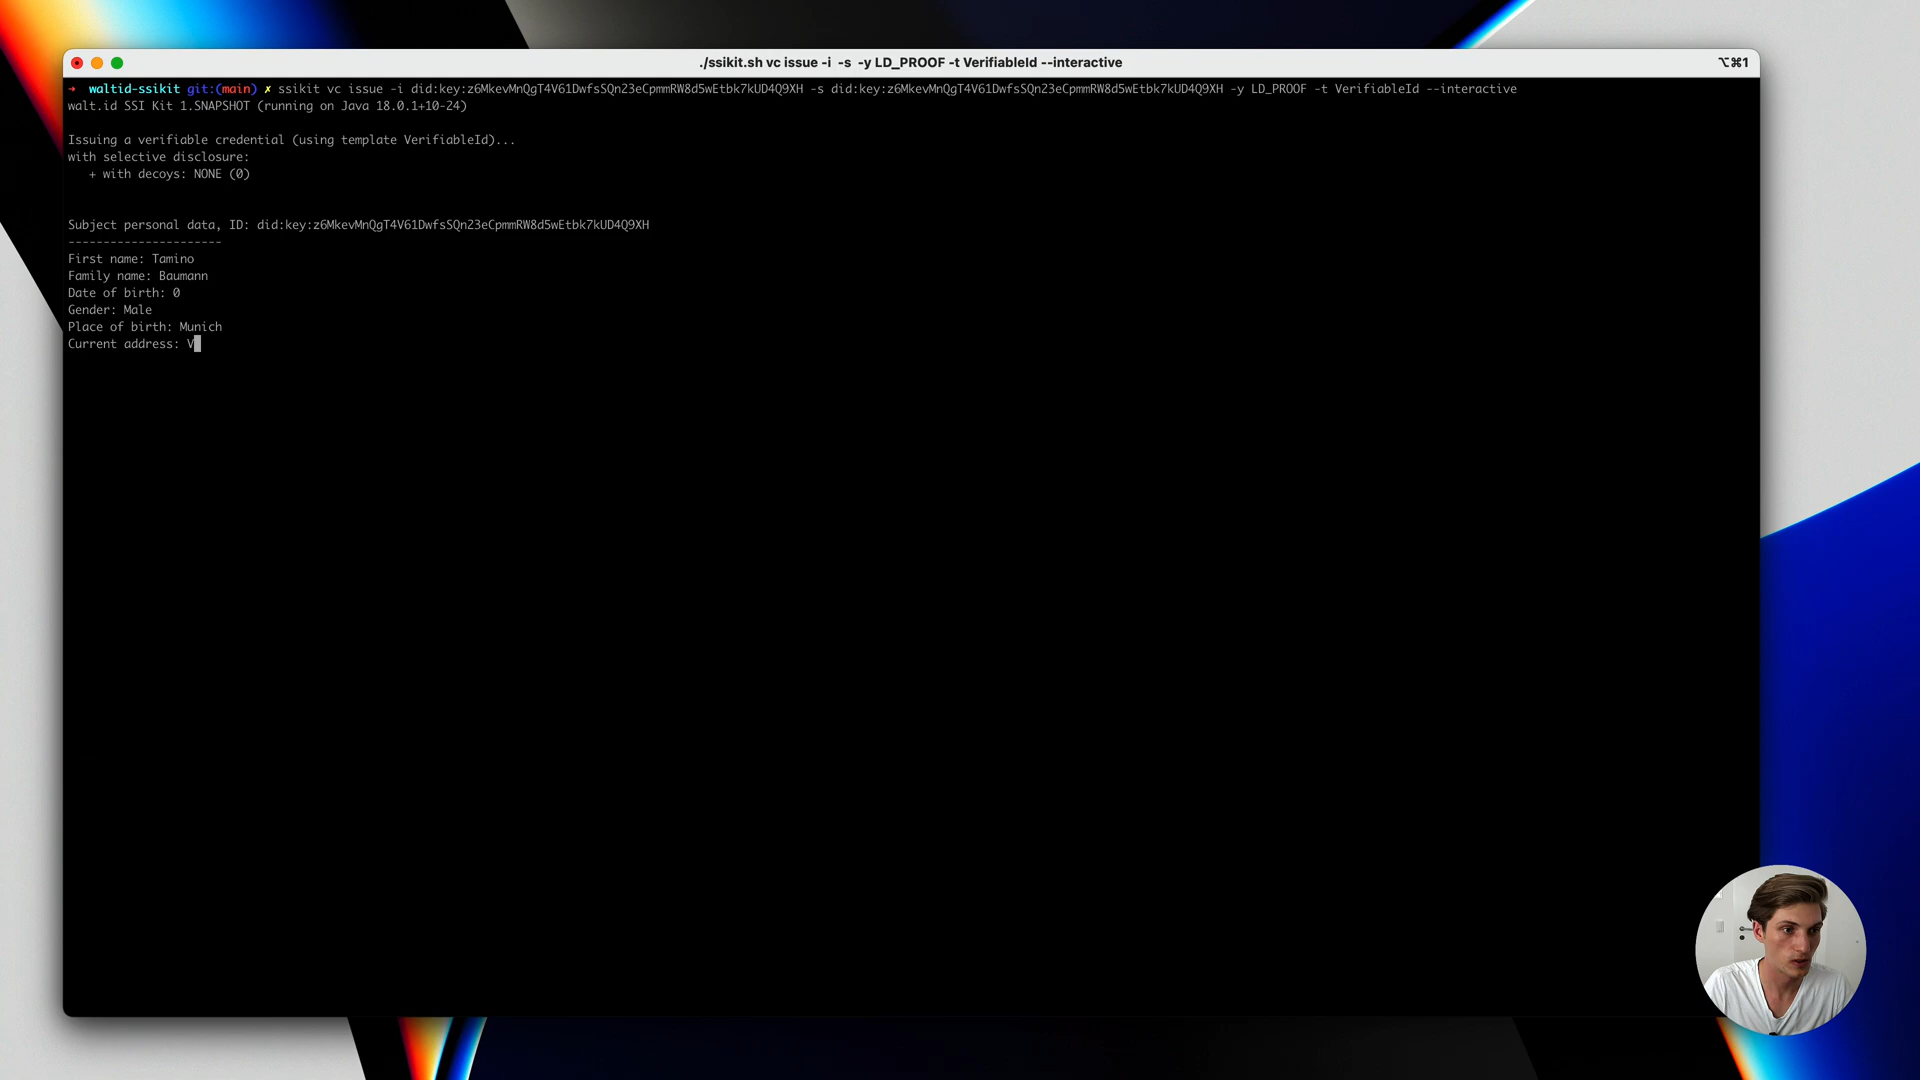 ./ssikit.sh vc issue -i  -s  -y LD_PROOF -t VerifiableId --interactive
⌥⌘1
→ waltid-ssikit git:(main) ✗ ssikit vc issue -i did:key:z6MkevMnQgT4V61DwfsSQn23eCpmmRW8d5wEtbk7kUD4Q9XH -s did:key:z6MkevMnQgT4V61DwfsSQn23eCpmmRW8d5wEtbk7kUD4Q9XH -y LD_PROOF -t VerifiableId --interactive
walt.id SSI Kit 1.SNAPSHOT (running on Java 18.0.1+10-24)
Issuing a verifiable credential (using template VerifiableId)...
with selective disclosure:
+ with decoys: NONE (0)
Subject personal data, ID: did:key:z6MkevMnQgT4V61DwfsSQn23eCpmmRW8d5wEtbk7kUD4Q9XH
----------------------
First name: Tamino
Family name: Baumann
Date of birth: 0
Gender: Male
Place of birth: Munich
Current address: V